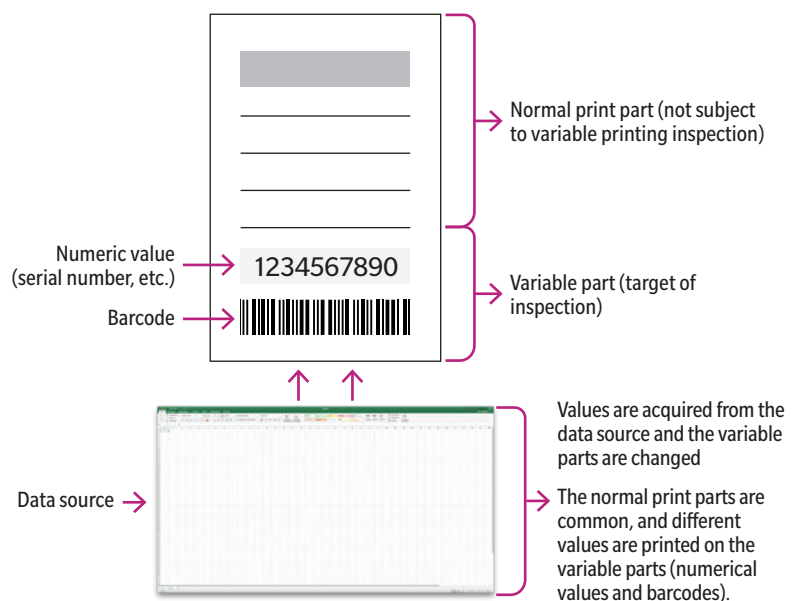 Normal print part (not subject
to variable printing inspection)
Numeric value
(serial number, etc.)
1234567890
Barcode
Variable part (target of
inspection)
Data source
Values are acquired from the
data source and the variable
parts are changed
The normal print parts are
common, and different
values are printed on the
variable parts (numerical
values and barcodes).